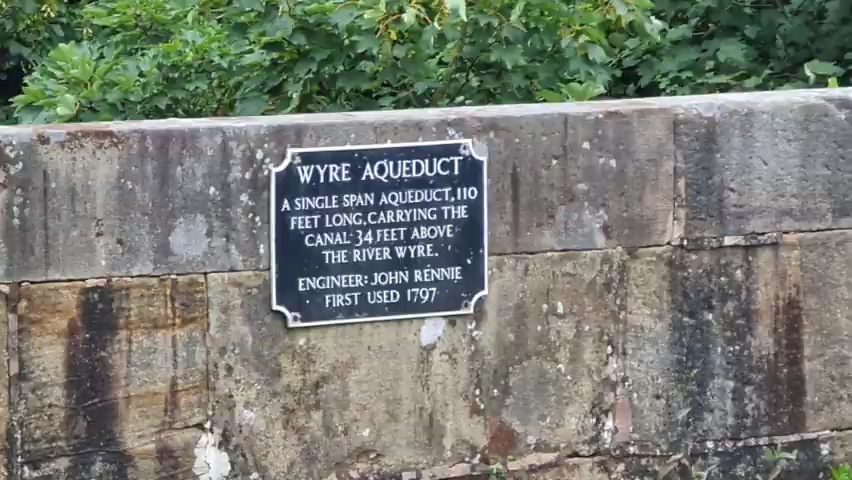 WYRE AQUEDUCT
A SINGLE SPAN AQUEDUCT, 110
FEET LONG, CARRYING THE
CANAL 34 FEET ABOVE
THE RIVER WYRE.
ENGINEER: JOHN RENNIE
FIRST USED 1797